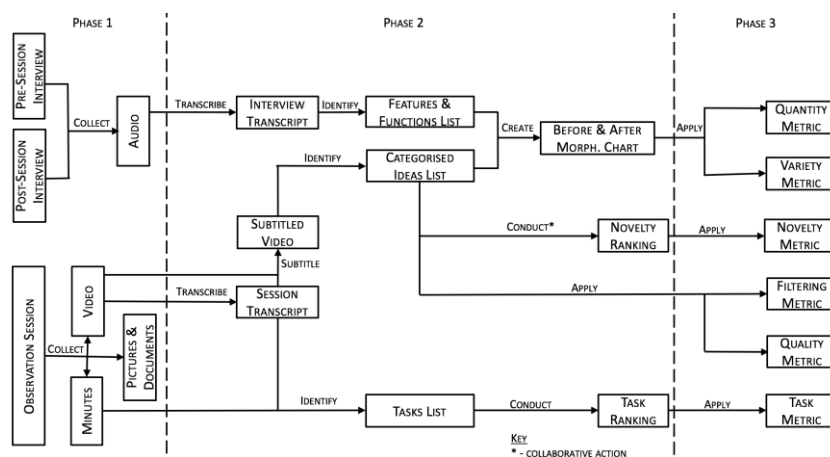 PHASE 1
PHASE 2
PHASE 3
PRE-SESSION
INTERVIEW
POST-SESSION
INTERVIEW
COLLECT
AUDIO
TRANSCRIBE
INTERVIEW
TRANSCRIPT
IDENTIFY
FEATURES &
FUNCTIONS LIST
CREATE
BEFORE & AFTER
MORPH. CHART
APPLY
QUANTITY
METRIC
VARIETY
METRIC
IDENTIFY
CATEGORISED
IDEAS LIST
SUBTITLED
VIDEO
SUBTITLE
CONDUCT*
NOVELTY
RANKING
APPLY
NOVELTY
METRIC
OBSERVATION SESSION
COLLECT
VIDEO
MINUTES
PICTURES &
DOCUMENTS
TRANSCRIBE
SESSION
TRANSCRIPT
APPLY
FILTERING
METRIC
QUALITY
METRIC
IDENTIFY
TASKS LIST
CONDUCT
TASK
RANKING
APPLY
TASK
METRIC
KEY
* - COLLABORATIVE ACTION